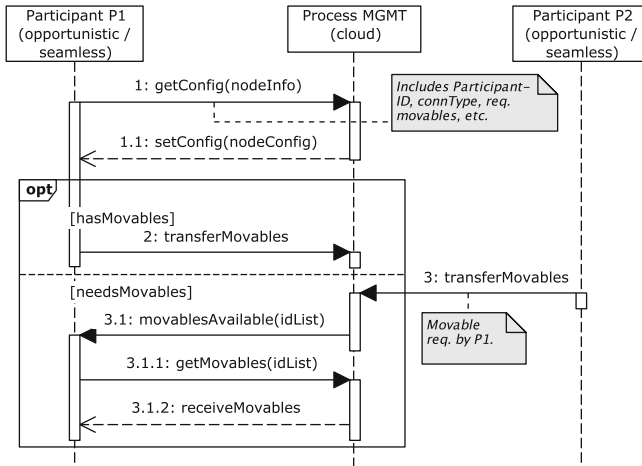 Participant P1
(opportunistic /
seamless)
Process MGMT
(cloud)
Participant P2
(opportunistic /
seamless)
1: getConfig(nodeInfo)
Includes Participant-
ID, connType, req.
movables, etc.
1.1: setConfig(nodeConfig)
opt
[hasMovables]
2: transferMovables
3: transferMovables
[needsMovables]
3.1: movablesAvailable(idList)
Movable
req. by P1.
3.1.1: getMovables(idList)
3.1.2: receiveMovables